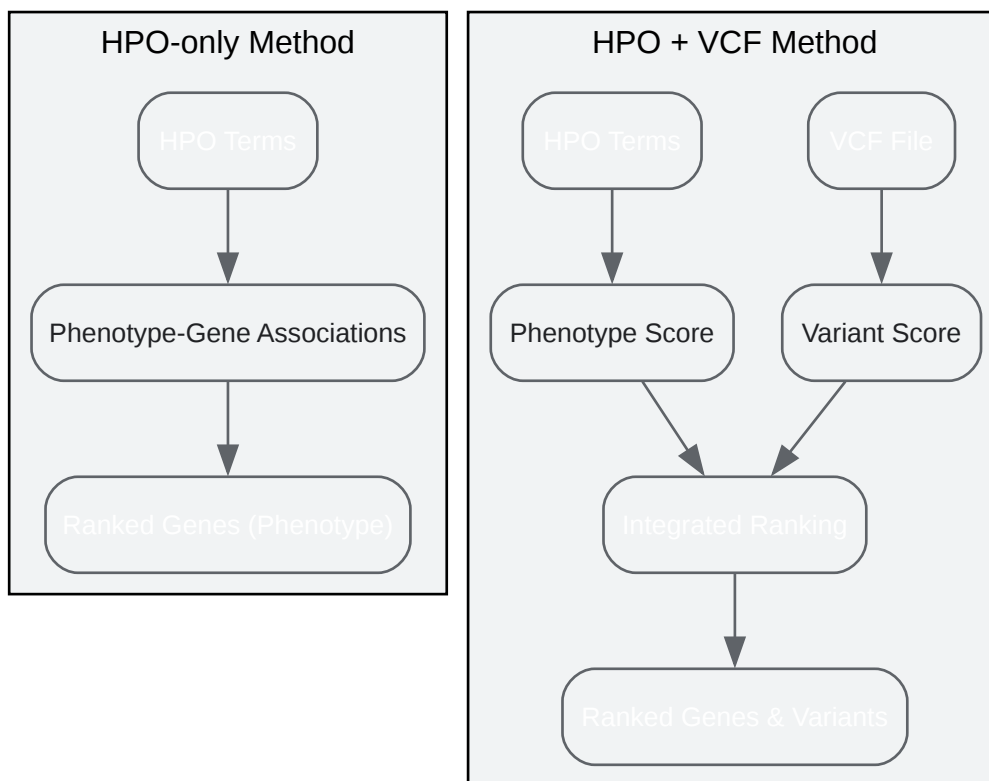 HPO-only Method
HPO Terms
Phenotype-Gene Associations
Ranked Genes (Phenotype)
HPO + VCF Method
HPO Terms
VCF File
Phenotype Score
Variant Score
Integrated Ranking
Ranked Genes & Variants